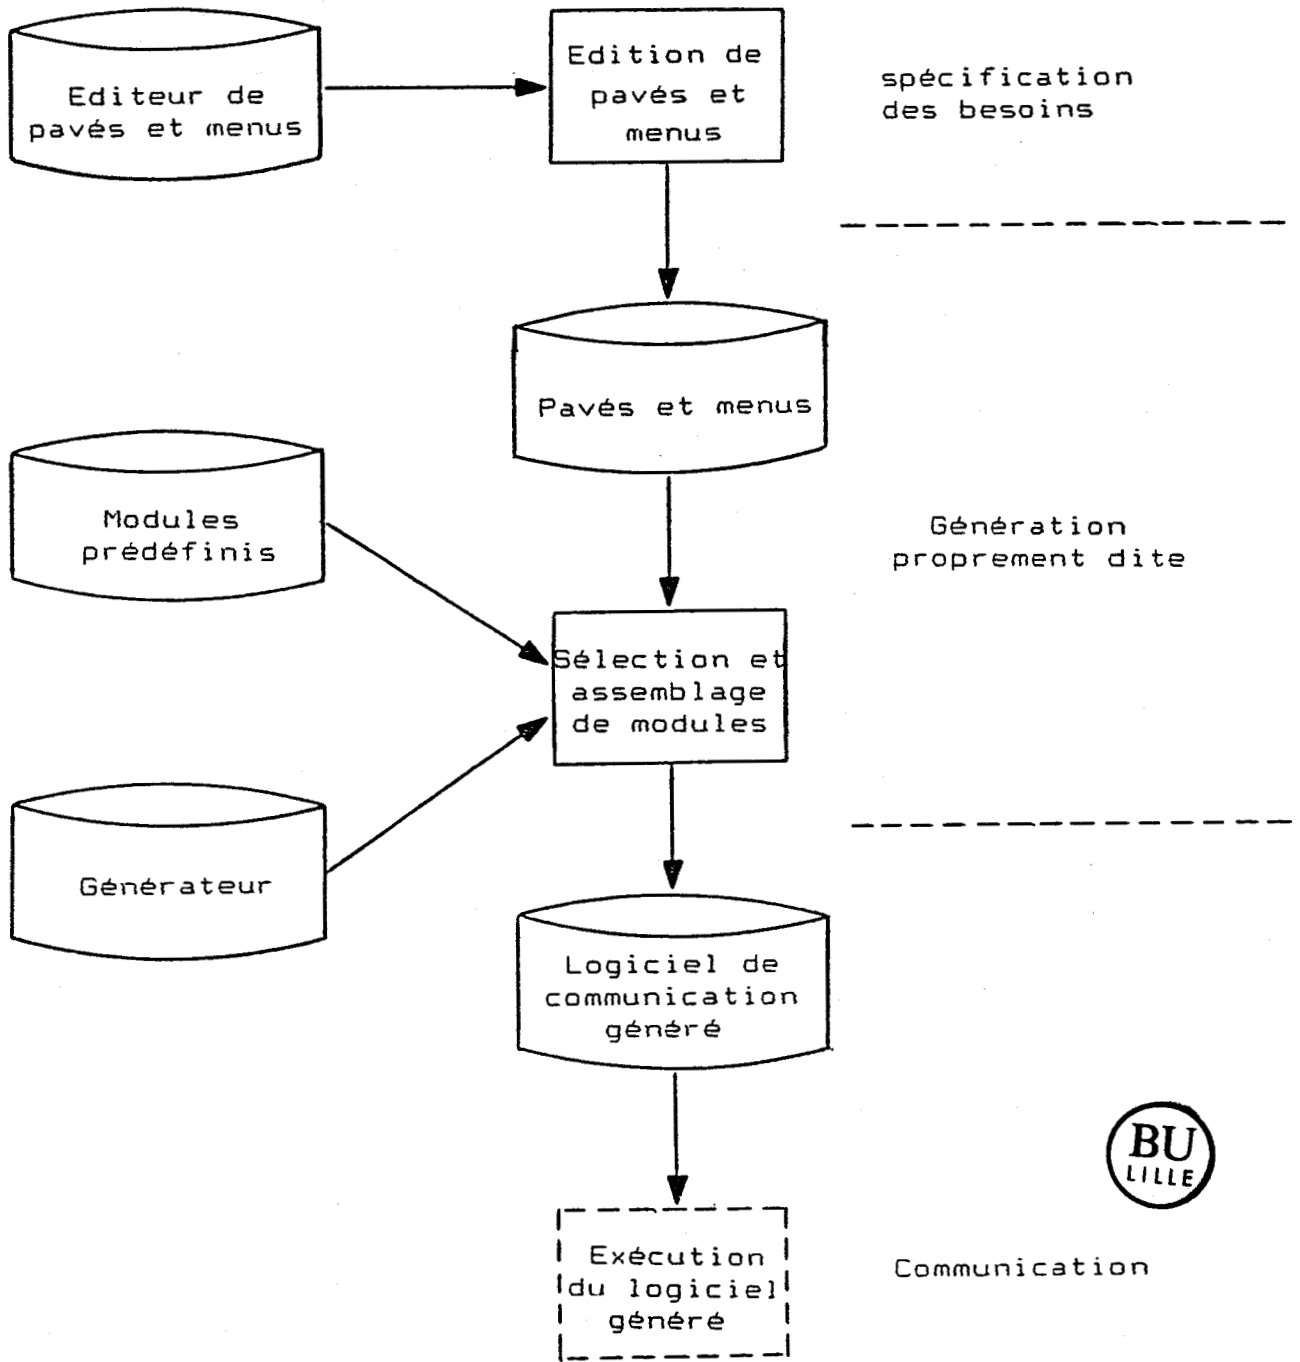 Editeur de
pavés et menus
Edition de
pavés et
menus
spécification
des besoins
Pavés et menus
Modules
prédéfinis
Génération
proprement dite
Sélection et
assemblage
de modules
Générateur
Logiciel de
communication
généré
BU
LILLE
Exécution
du logiciel
généré
Communication